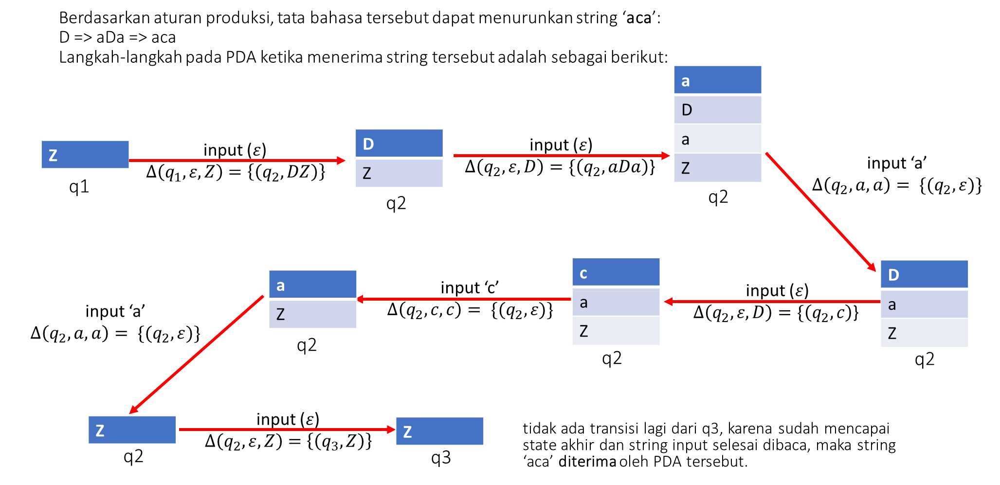 Berdasarkan aturan produksi, tata bahasa tersebut dapat menurunkan string ‘aca’:
D => aDa => aca
Langkah-langkah pada PDA ketika menerima string tersebut adalah sebagai berikut:
Z
q1
input (ε)
Δ(q₁, ε, Z) = {(q₂, DZ)}
D
Z
q2
input (ε)
Δ(q₂, ε, D) = {(q₂, aDa)}
a
D
a
Z
q2
input ‘a’
Δ(q₂, a, a) = {(q₂, ε)}
D
a
Z
q2
input (ε)
Δ(q₂, ε, D) = {(q₂, c)}
c
a
Z
q2
input ‘c’
Δ(q₂, c, c) = {(q₂, ε)}
a
Z
q2
input ‘a’
Δ(q₂, a, a) = {(q₂, ε)}
Z
q2
input (ε)
Δ(q₂, ε, Z) = {(q₃, Z)}
Z
q3
tidak ada transisi lagi dari q3, karena sudah mencapai
state akhir dan string input selesai dibaca, maka string
‘aca’ diterima oleh PDA tersebut.